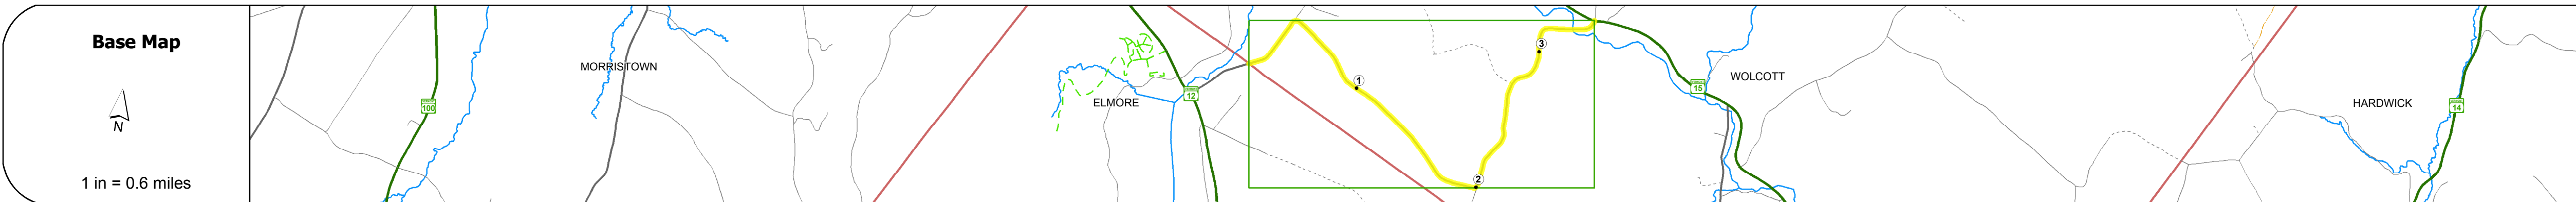 Base Map
N
1 in = 0.6 miles
100
MORRISTOWN
ELMORE
12
1
2
3
15
WOLCOTT
HARDWICK
14